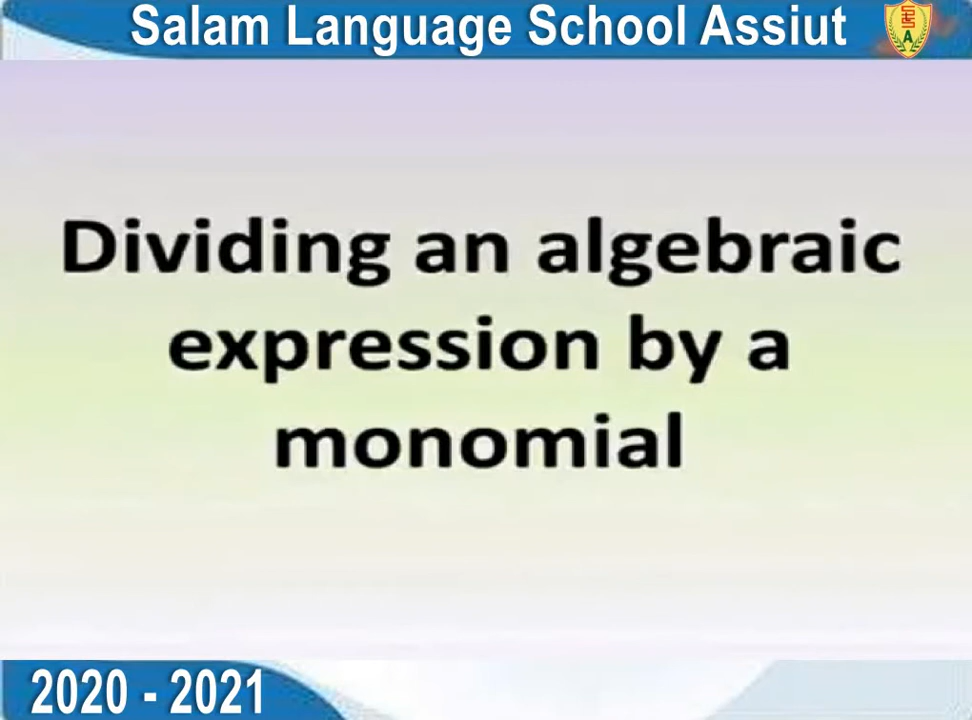 Salam Language School Assiut
Dividing an algebraic
expression by a
monomial
2020 - 2021